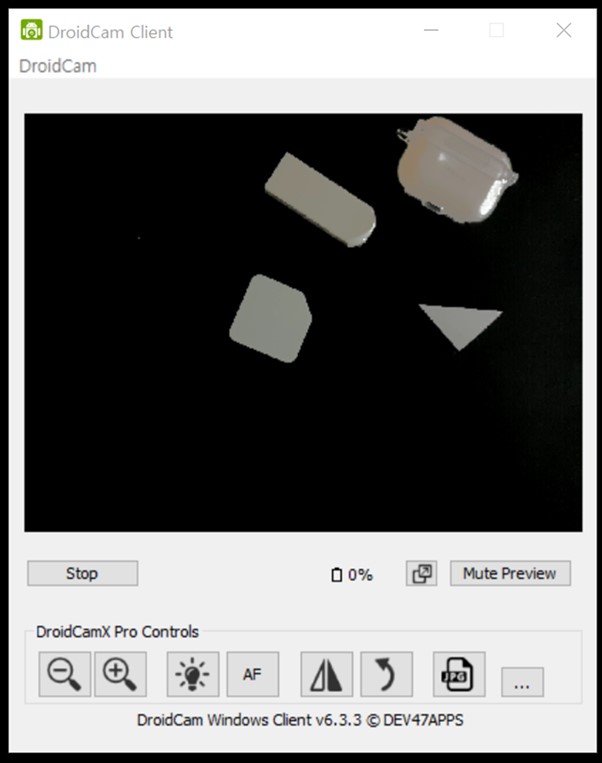 DroidCam Client
DroidCam
Stop
0%
Mute Preview
DroidCamX Pro Controls
AF
JPG
...
DroidCam Windows Client v6.3.3 © DEV47APPS